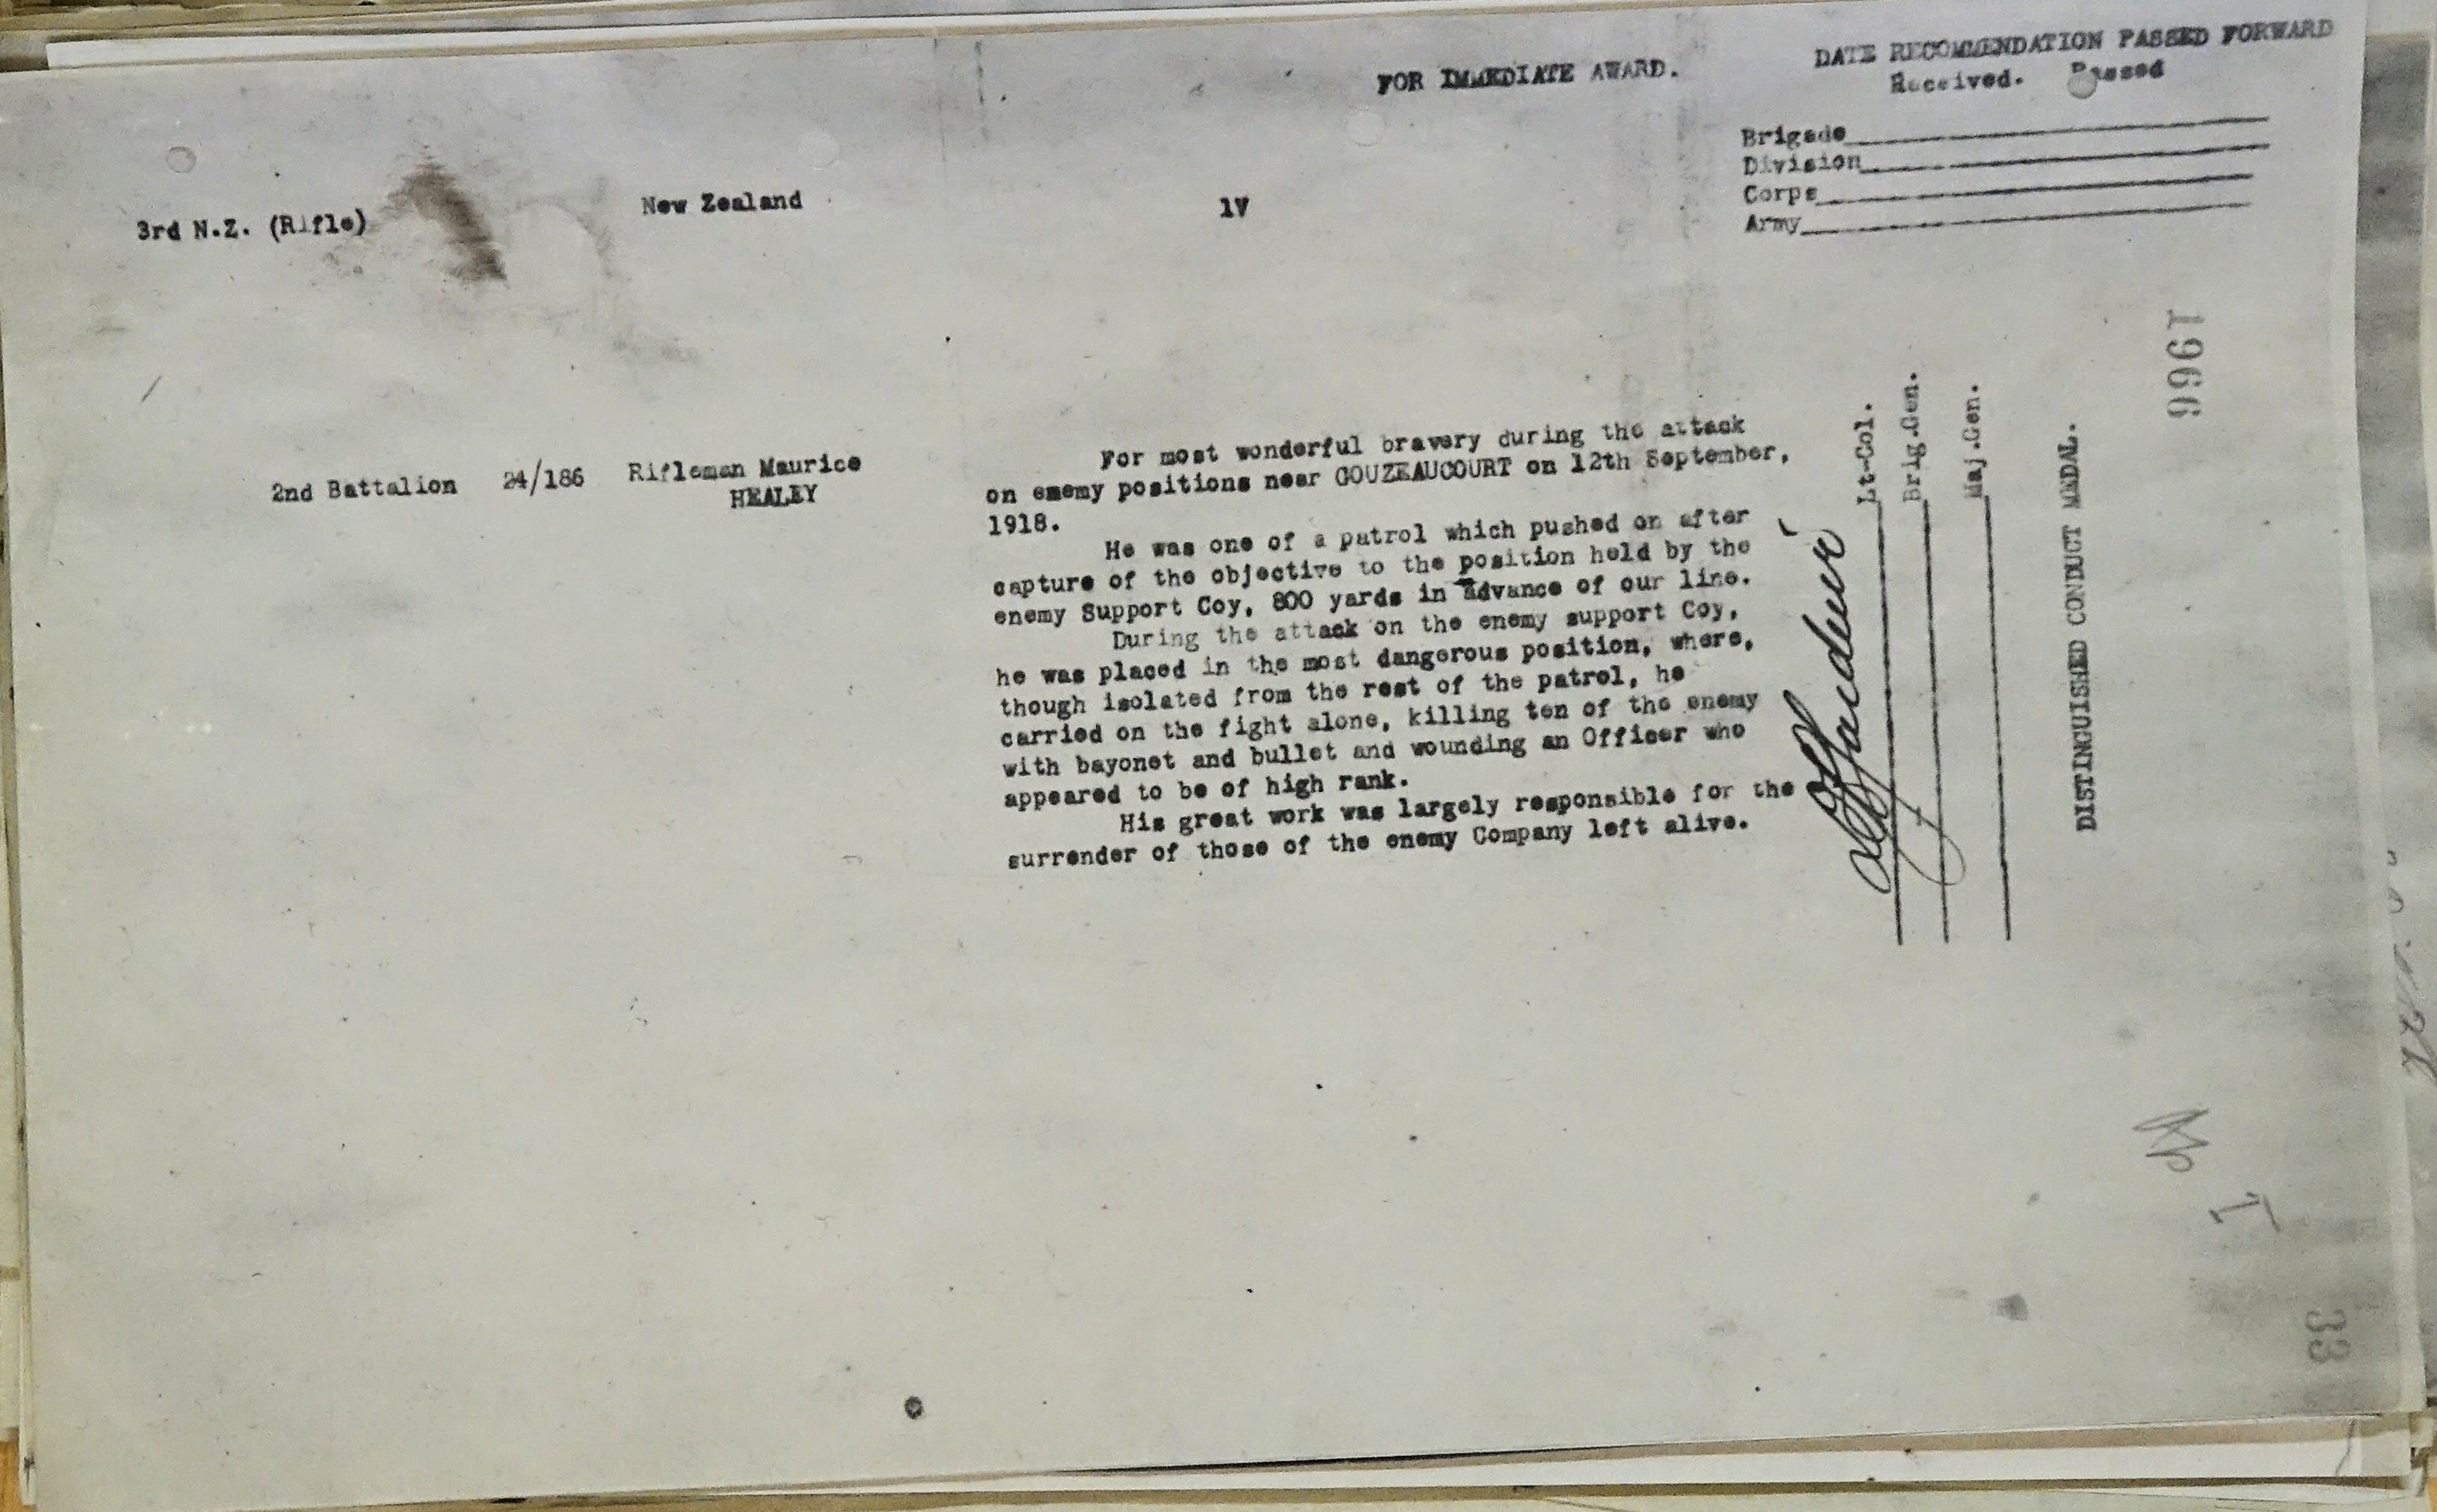 FOR IMMEDIATE AWARD.
DATE RECOMMENDATION PASSED FORWARD
Received. Passed
Brigade
Division
Corps
Army
3rd N.Z. (Rifle)
New Zealand
1V
2nd Battalion 24/186 Rifleman Maurice
HEALEY
For most wonderful bravery during the attack
on enemy positions near GOUZEAUCOURT on 12th September,
1918.
He was one of a patrol which pushed on after
capture of the objective to the position held by the
enemy Support Coy, 800 yards in advance of our line.
During the attack on the enemy support Coy,
he was placed in the most dangerous position, where,
though isolated from the rest of the patrol, he
carried on the fight alone, killing ten of the enemy
with bayonet and bullet and wounding an Officer who
appeared to be of high rank.
His great work was largely responsible for the
surrender of those of the enemy Company left alive.
Lt-Col.
Brig.Gen.
Maj.Gen.
DISTINGUISHED CONDUCT MEDAL.
1966
33